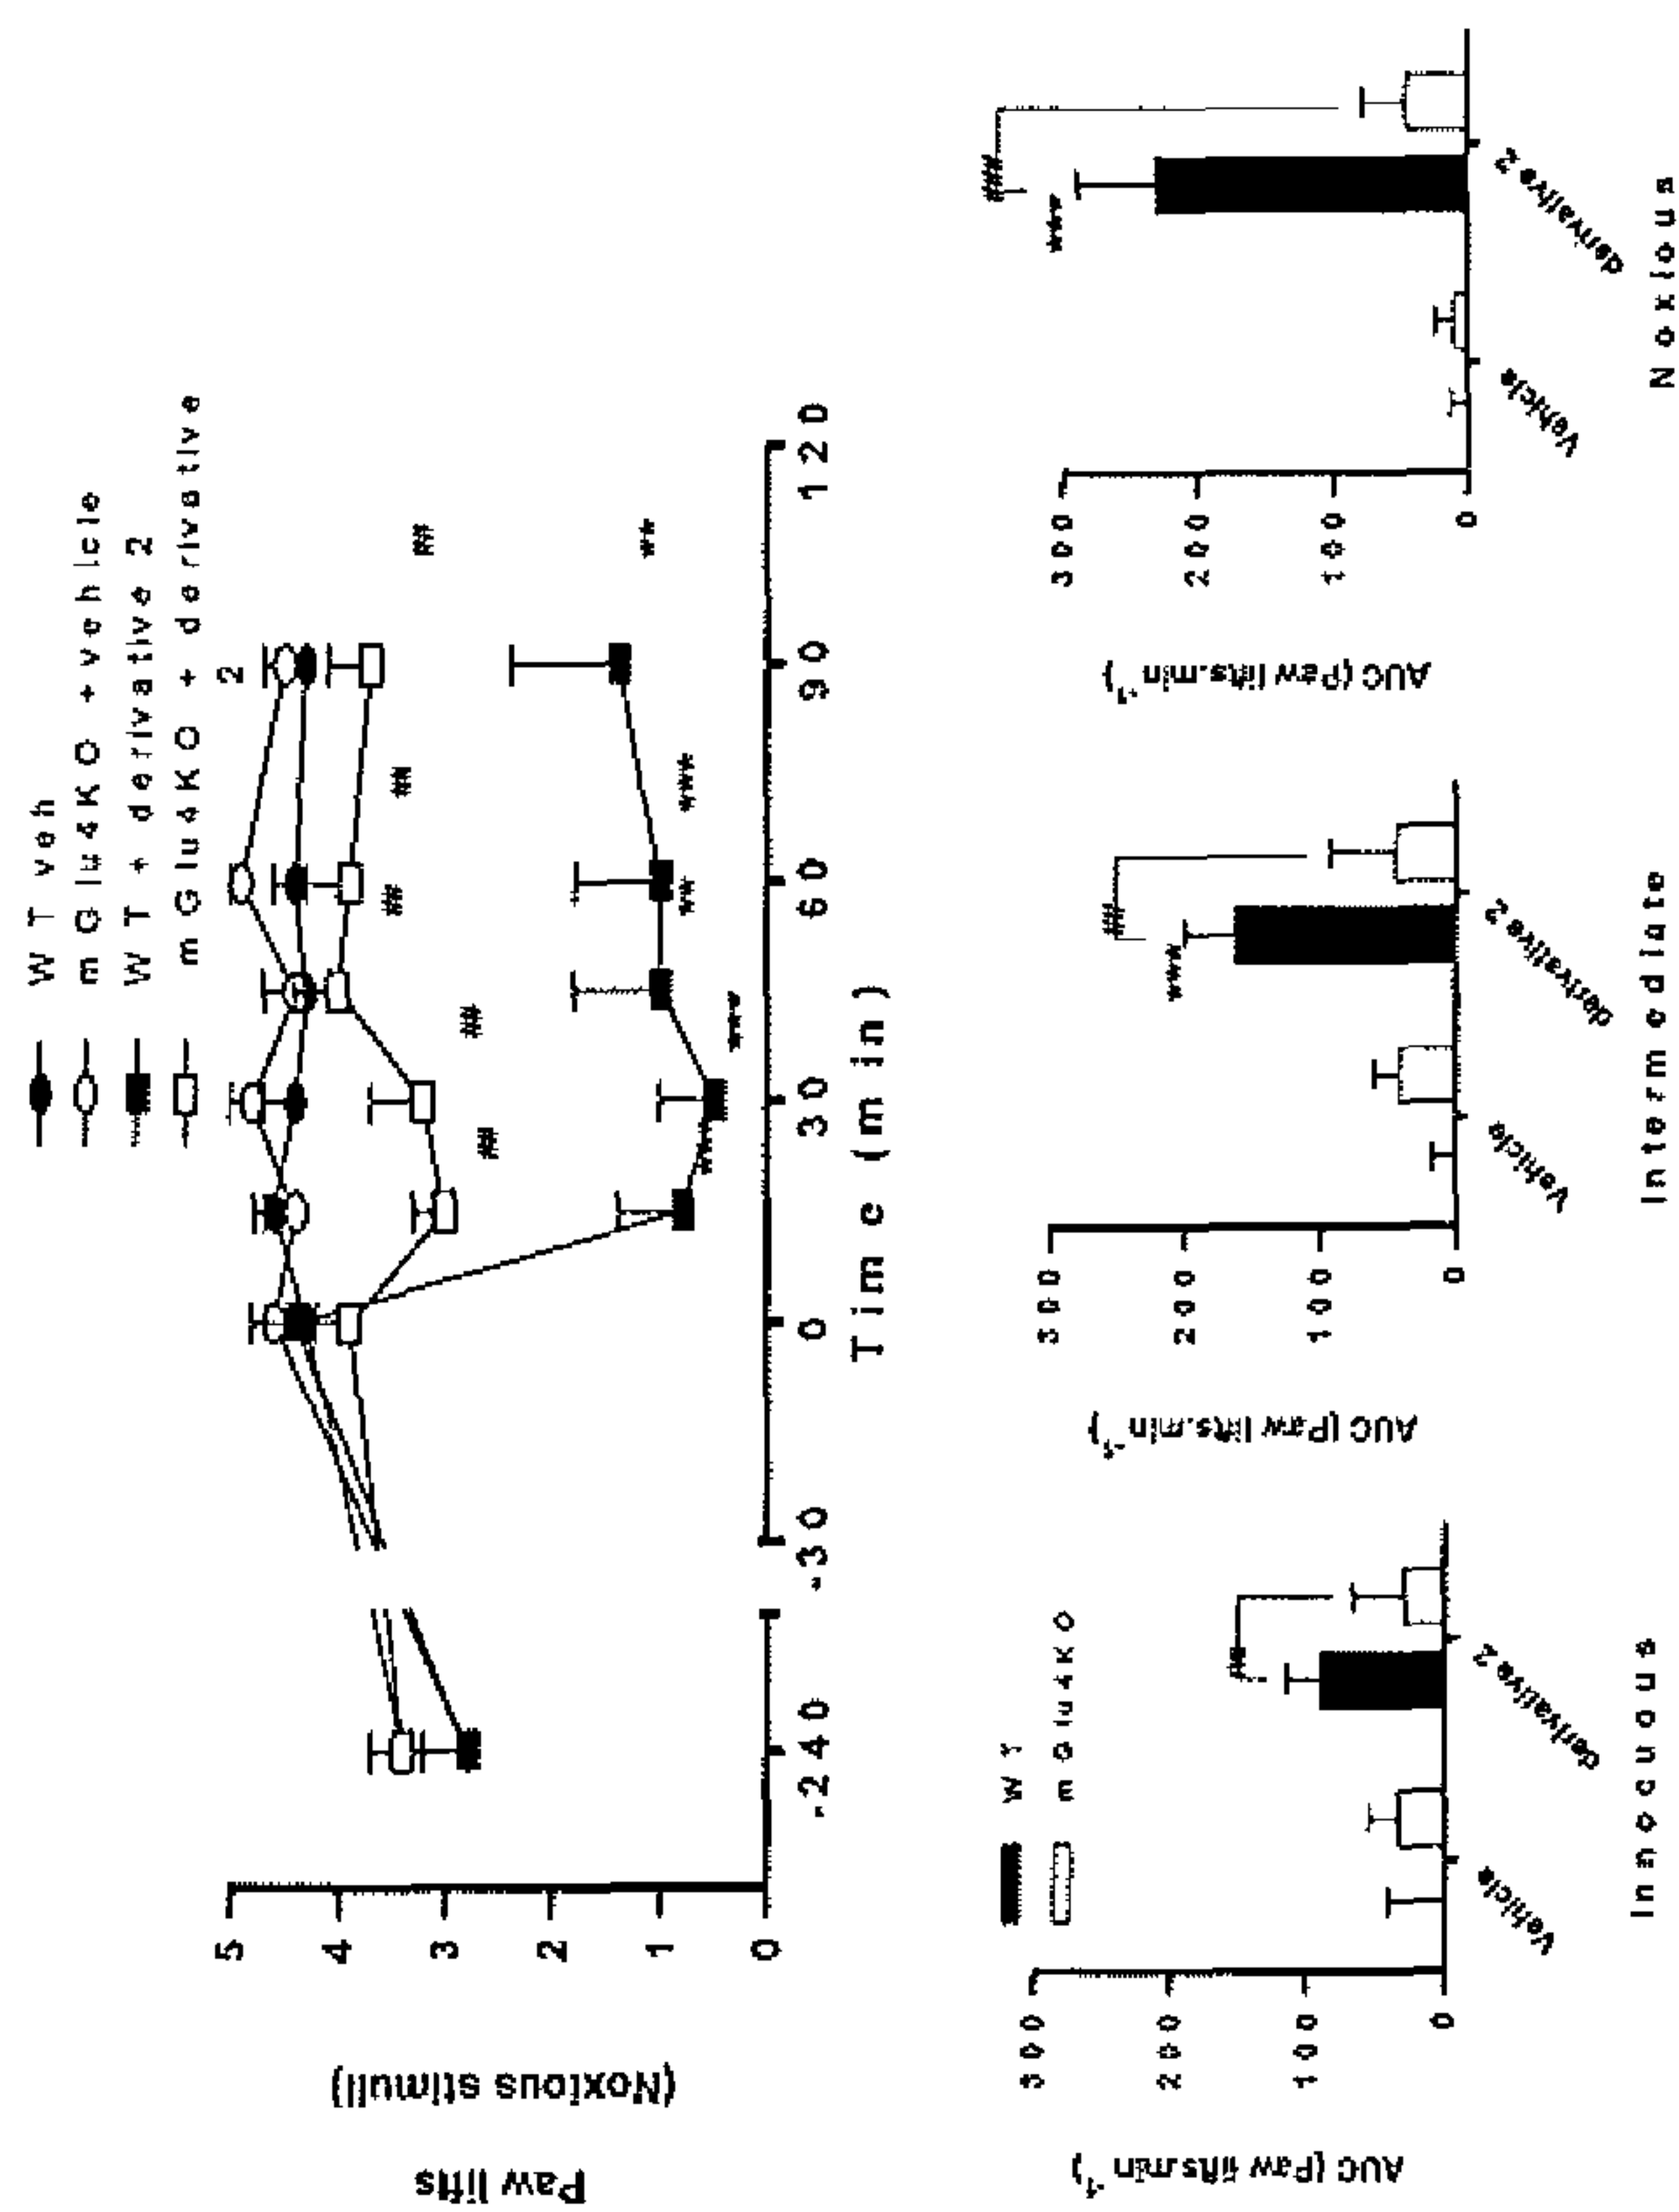 WT veh
mGlu4KO +vehicle
WT + derivative 2
mGlu4KO + derivative
2
Paw lifts
(Noxious stimuli)
5
4
3
2
1
0
##
##
##
##
##
***
***
**
***
**
-240
-30
0
30
60
90
120
Time (min)
WT
mGlu4KO
AUC (Paw lifts.min⁻¹)
300
200
100
0
##
Vehicle
derivative 2
Innocuous
AUC (Paw lifts.min⁻¹)
300
200
100
0
##
***
Vehicle
derivative 2
Intermediate
AUC (Paw lifts.min⁻¹)
300
200
100
0
###
***
Vehicle
derivative 2
Noxious